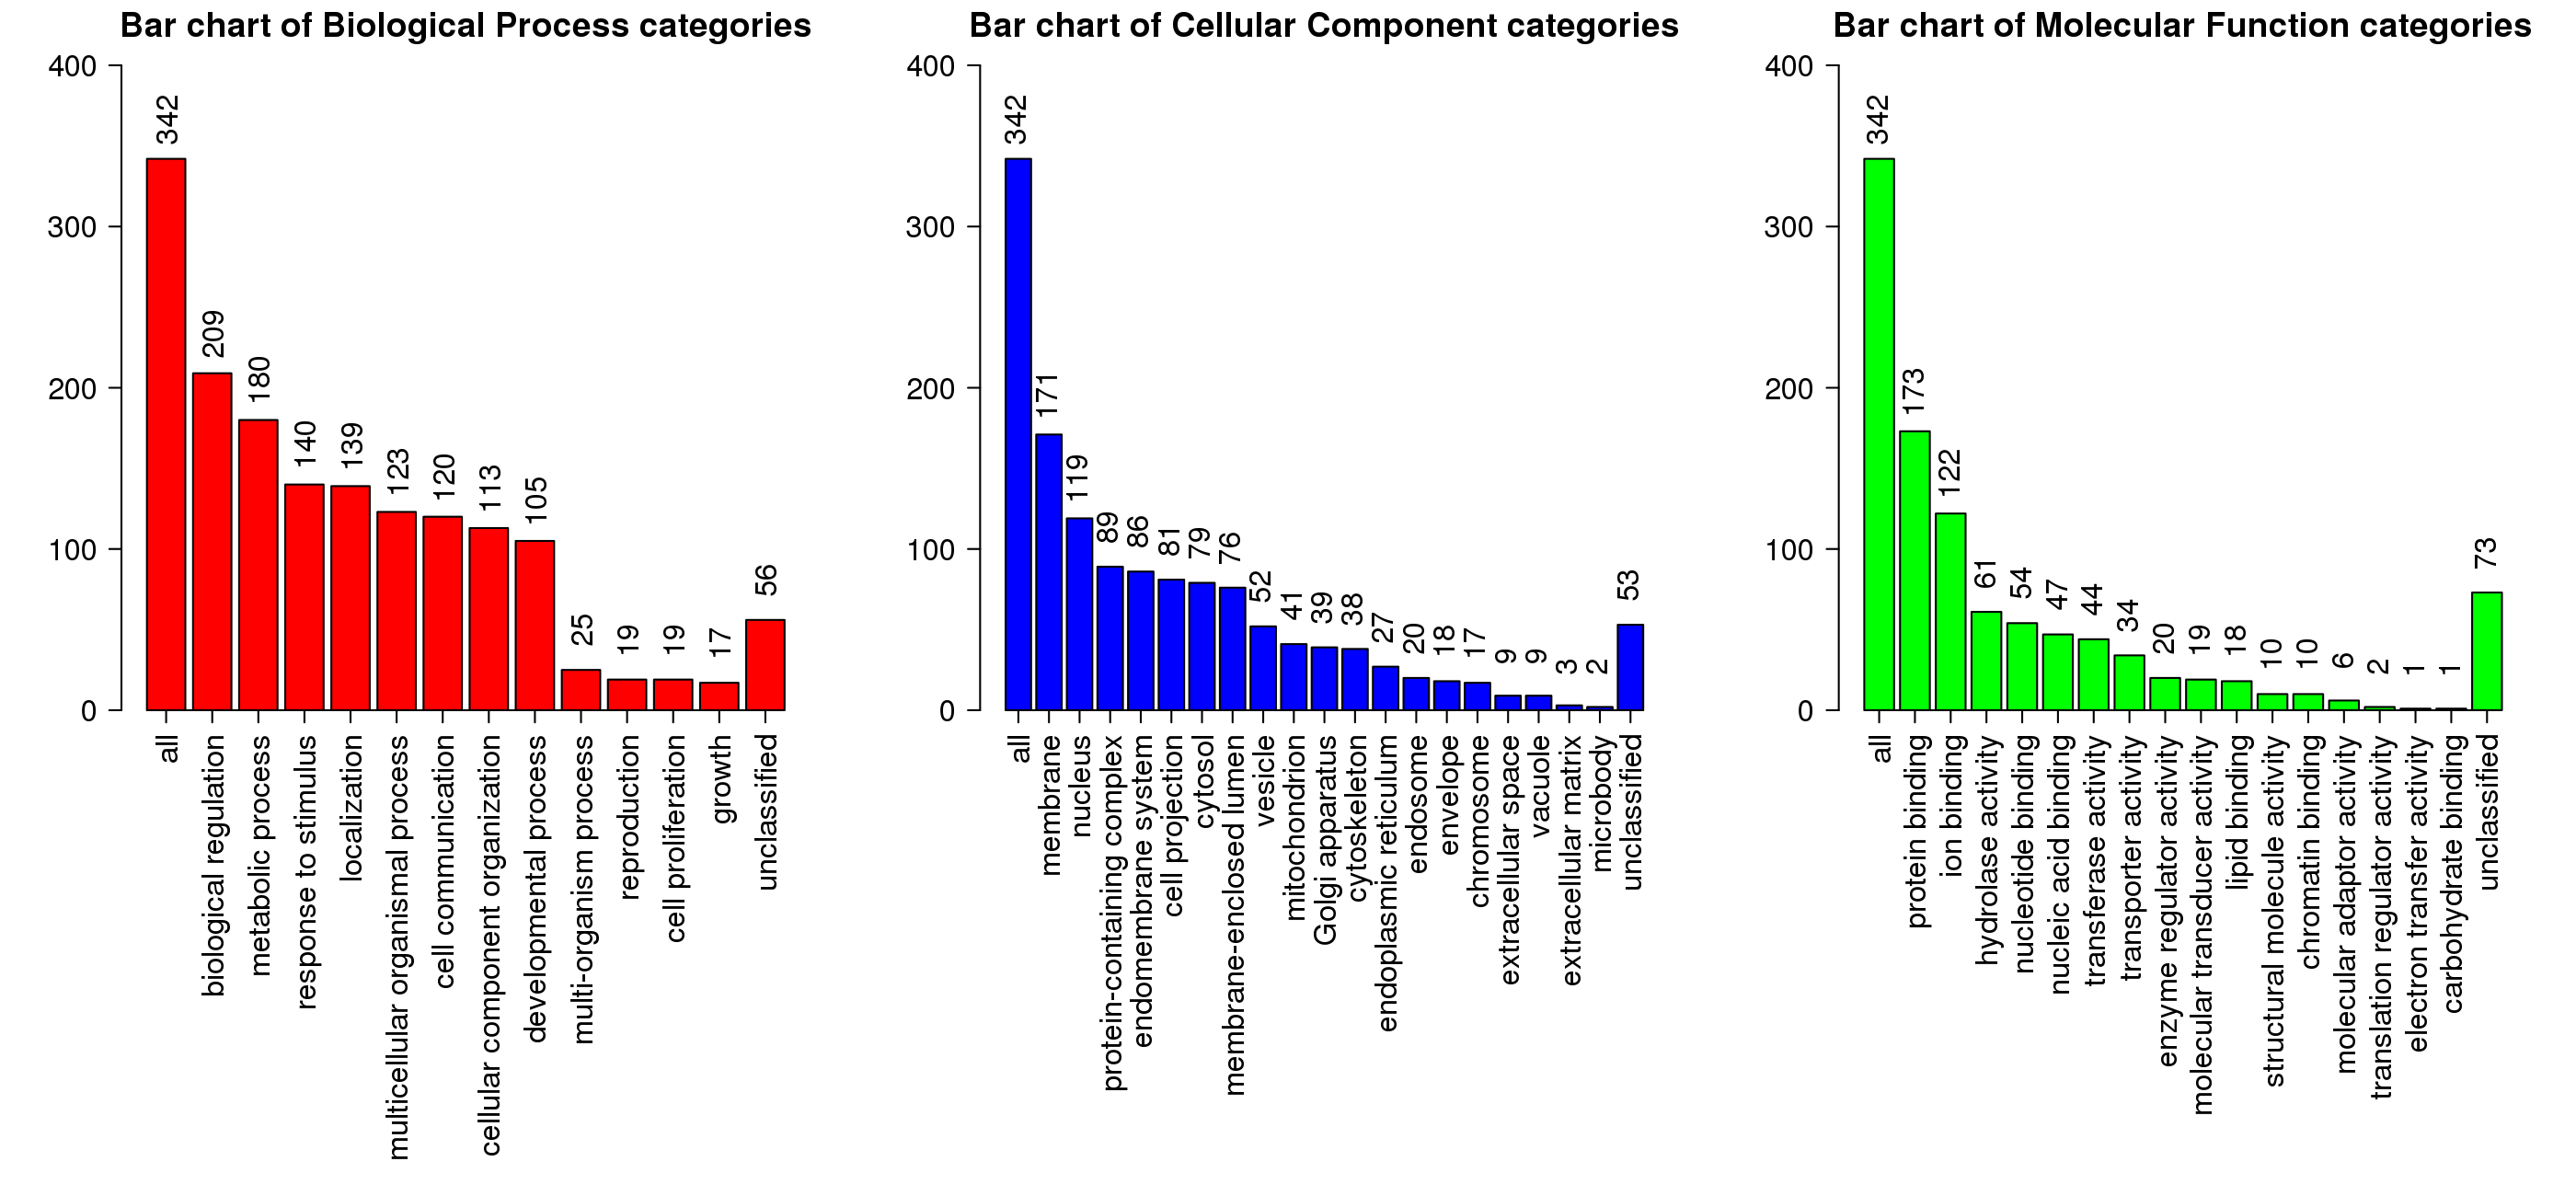 Bar chart of Biological Process categories
400
300
200
100
0
342
209
180
140
139
123
120
113
105
25
19
19
17
56
all
biological regulation
metabolic process
response to stimulus
localization
multicellular organismal process
cell communication
cellular component organization
developmental process
multi-organism process
reproduction
cell proliferation
growth
unclassified
Bar chart of Cellular Component categories
400
300
200
100
0
342
171
119
89
86
81
79
76
52
41
39
38
27
20
18
17
9
9
3
2
53
all
membrane
nucleus
protein-containing complex
endomembrane system
cell projection
cytosol
membrane-enclosed lumen
vesicle
mitochondrion
Golgi apparatus
cytoskeleton
endoplasmic reticulum
endosome
envelope
chromosome
extracellular space
vacuole
extracellular matrix
microbody
unclassified
Bar chart of Molecular Function categories
400
300
200
100
0
342
173
122
61
54
47
44
34
20
19
18
10
10
6
2
1
1
73
all
protein binding
ion binding
hydrolase activity
nucleotide binding
nucleic acid binding
transferase activity
transporter activity
enzyme regulator activity
molecular transducer activity
lipid binding
structural molecule activity
chromatin binding
molecular adaptor activity
translation regulator activity
electron transfer activity
carbohydrate binding
unclassified